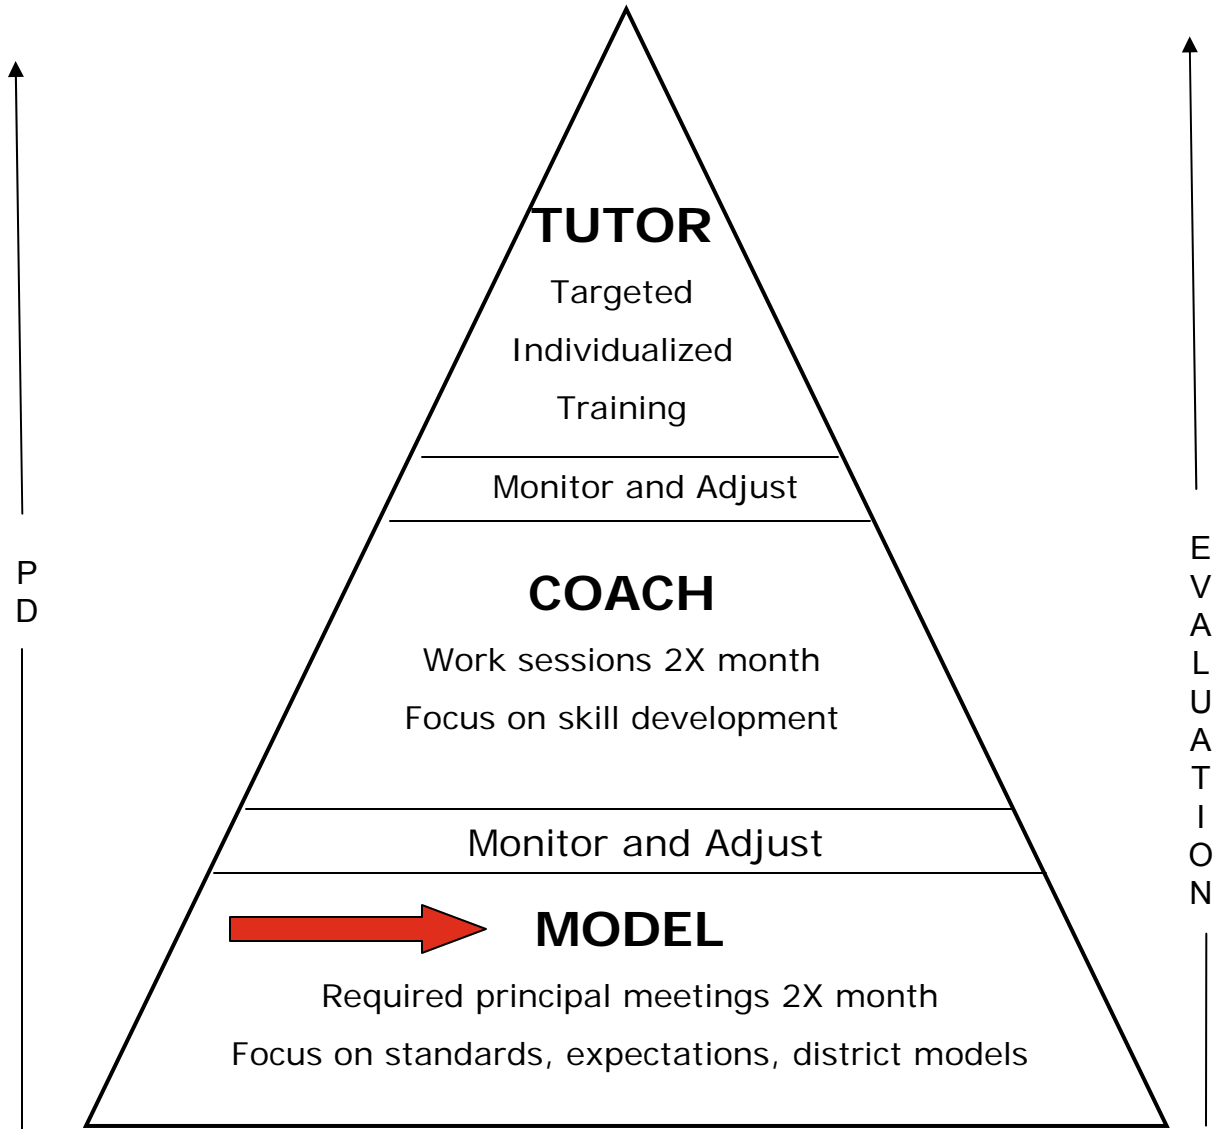 TUTOR
Targeted
Individualized
Training
Monitor and Adjust
COACH
Work sessions 2X month
Focus on skill development
Monitor and Adjust
MODEL
Required principal meetings 2X month
Focus on standards, expectations, district models
P
D
E
V
A
L
U
A
T
I
O
N